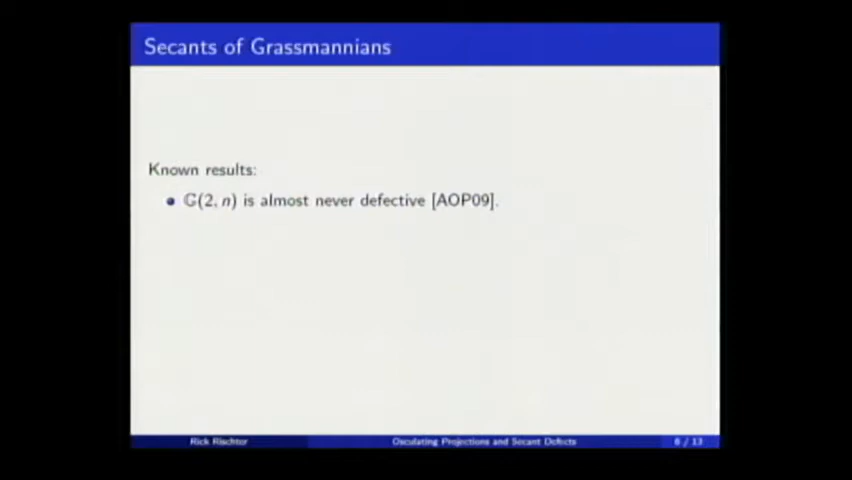 Secants of Grassmannians
Known results:
G(2, n) is almost never defective [AOP09].
Rick Rischter
Osculating Projections and Secant Defects
6 / 13